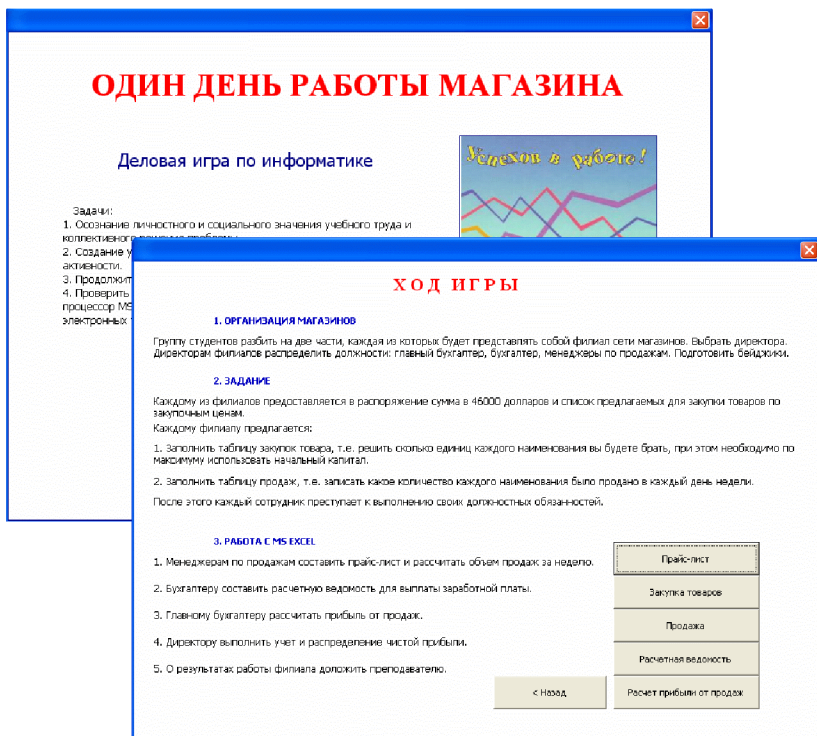 ОДИН ДЕНЬ РАБОТЫ МАГАЗИНА
Деловая игра по информатике
Успехов в работе!
Задачи:
1. Осознание личностного и социального значения учебного труда и
коллективного решения проблемы
2. Создание у
активности.
3. Продолжит
4. Проверить
процессор MS
электронных
ХОД ИГРЫ
1. ОРГАНИЗАЦИЯ МАГАЗИНОВ
Группу студентов разбить на две части, каждая из которых будет представлять собой филиал сети магазинов. Выбрать директора.
Директорам филиалов распределить должности: главный бухгалтер, бухгалтер, менеджеры по продажам. Подготовить бейджики.
2. ЗАДАНИЕ
Каждому из филиалов предоставляется в распоряжение сумма в 46000 долларов и список предлагаемых для закупки товаров по
закупочным ценам.
Каждому филиалу предлагается:
1. Заполнить таблицу закупок товара, т.е. решить сколько единиц каждого наименования вы будете брать, при этом необходимо по
максимуму использовать начальный капитал.
2. Заполнить таблицу продаж, т.е. записать какое количество каждого наименования было продано в каждый день недели.
После этого каждый сотрудник преступает к выполнению своих должностных обязанностей.
3. РАБОТА С MS EXCEL
1. Менеджерам по продажам составить прайс-лист и рассчитать объем продаж за неделю.
2. Бухгалтеру составить расчетную ведомость для выплаты заработной платы.
3. Главному бухгалтеру рассчитать прибыль от продаж.
4. Директору выполнить учет и распределение чистой прибыли.
5. О результатах работы филиала доложить преподавателю.
Прайс-лист
Закупка товаров
Продажа
Расчетная ведомость
< Назад
Расчет прибыли от продаж